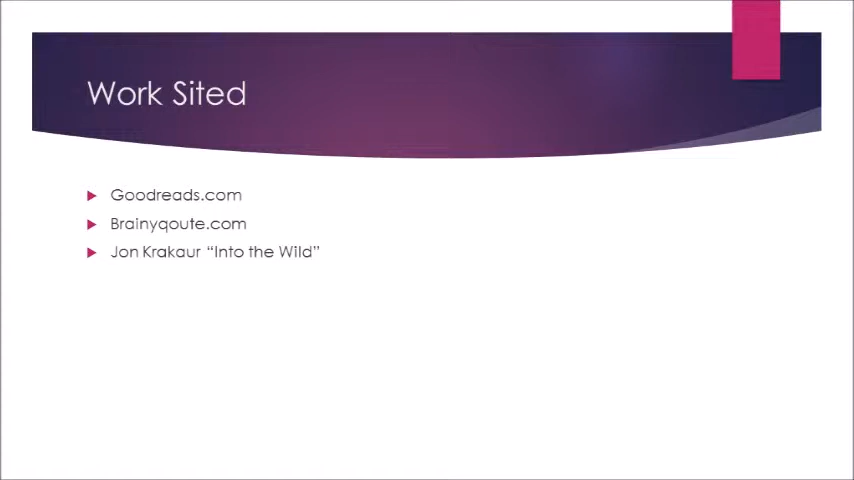 Work Sited
Goodreads.com
Brainyqoute.com
Jon Krakaur “Into the Wild”